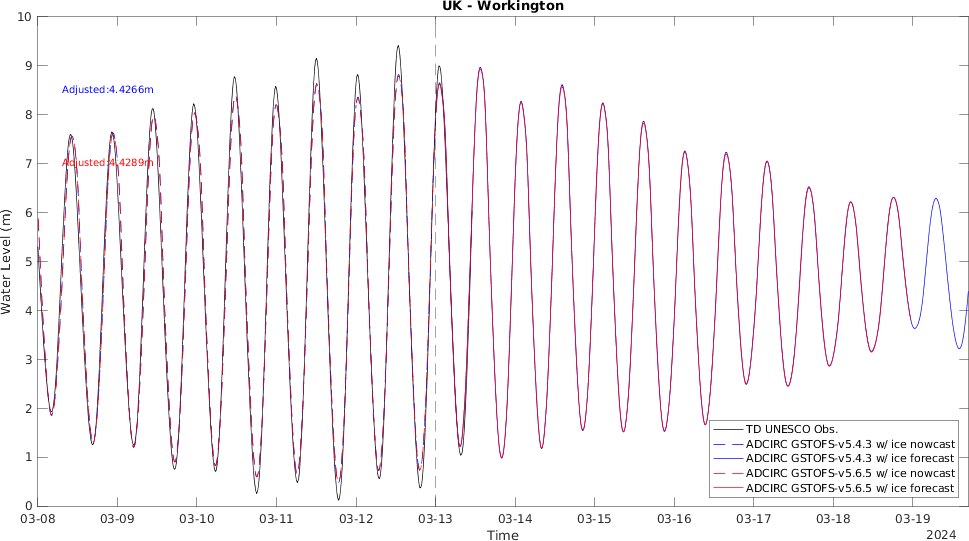 UK - Workington
10
9
8
7
6
5
4
3
2
1
0
Water Level (m)
Adjusted:4.4266m
Adjusted:4.4289m
TD UNESCO Obs.
ADCIRC GSTOFS-v5.4.3 w/ ice nowcast
ADCIRC GSTOFS-v5.4.3 w/ ice forecast
ADCIRC GSTOFS-v5.6.5 w/ ice nowcast
ADCIRC GSTOFS-v5.6.5 w/ ice forecast
03-08 03-09 03-10 03-11 03-12 03-13 03-14 03-15 03-16 03-17 03-18 03-19
Time
2024